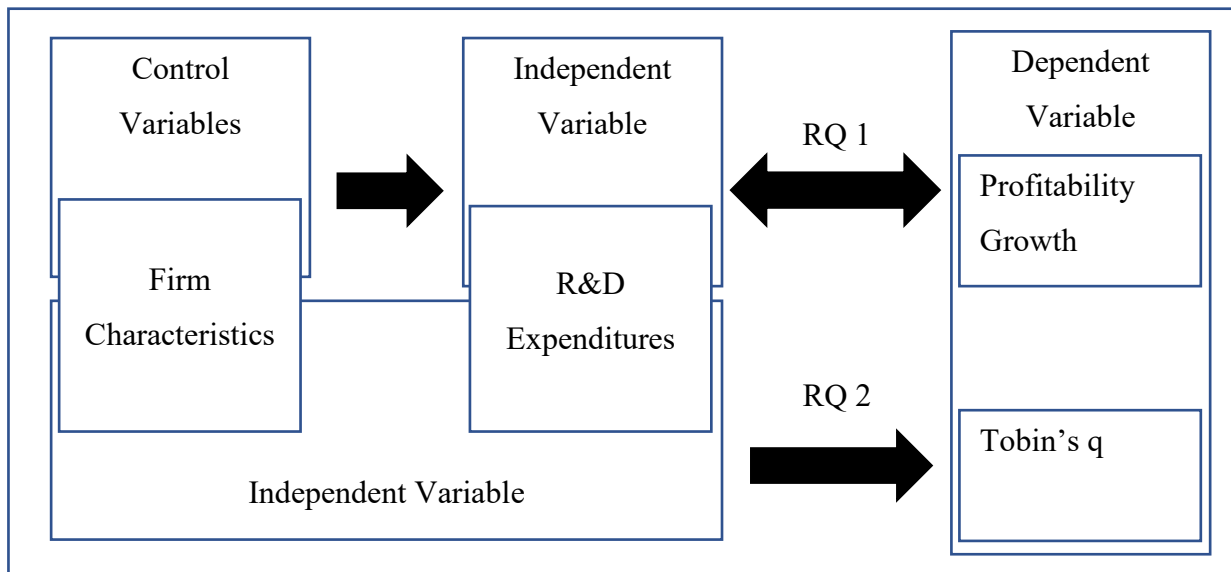 Control
Variables
Firm
Characteristics
Independent
Variable
R&D
Expenditures
Independent Variable
RQ 1
RQ 2
Dependent
Variable
Profitability
Growth
Tobin’s q